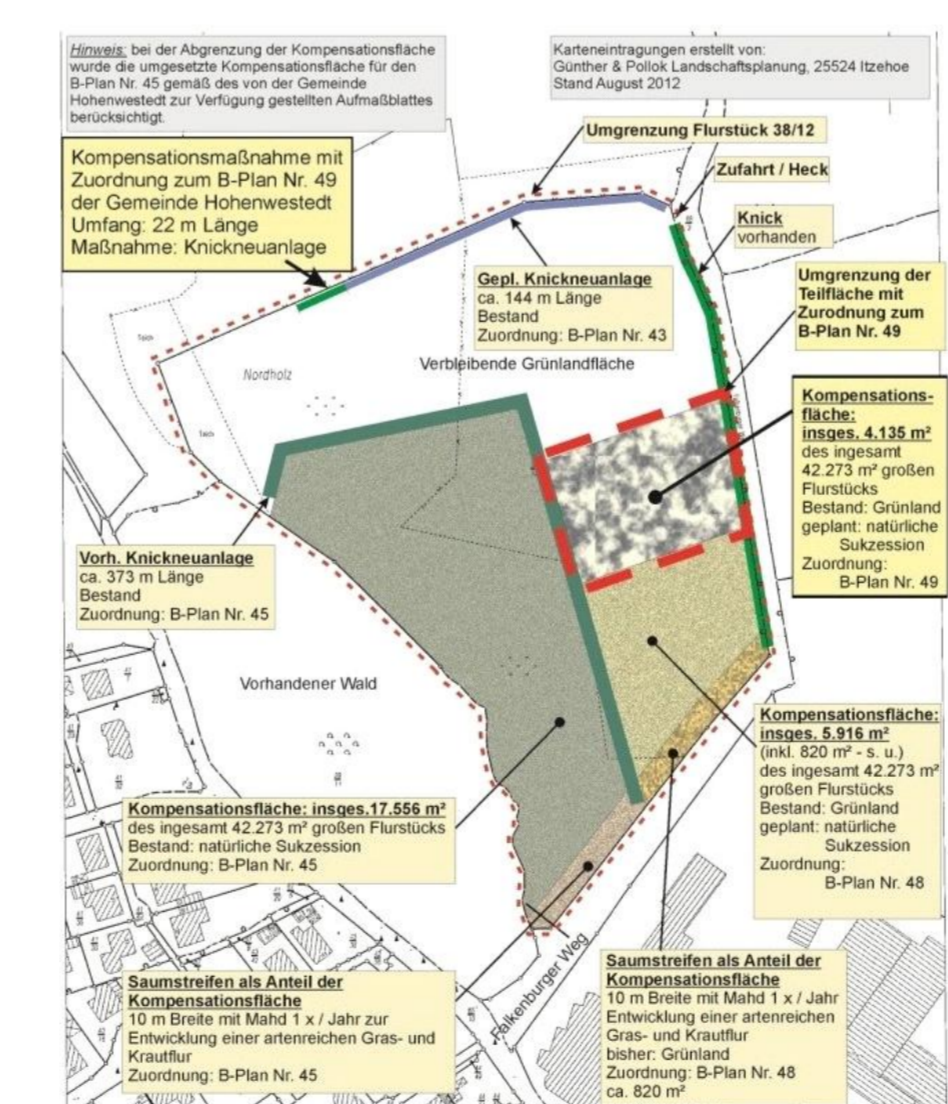 Hinweis: bei der Abgrenzung der Kompensationsfläche
wurde die umgesetzte Kompensationsfläche für den
B-Plan Nr. 45 gemäß des von der Gemeinde
Hohenwestedt zur Verfügung gestellten Aufmaßblattes
berücksichtigt.
Karteneintragungen erstellt von:
Günther & Pollok Landschaftsplanung, 25524 Itzehoe
Stand August 2012
Umgrenzung Flurstück 38/12
Kompensationsmaßnahme mit
Zuordnung zum B-Plan Nr. 49
der Gemeinde Hohenwestedt
Umfang: 22 m Länge
Maßnahme: Knickneuanlage
Zufahrt / Heck
Knick
vorhanden
Gepl. Knickneuanlage
ca. 144 m Länge
Bestand
Zuordnung: B-Plan Nr. 43
Umgrenzung der
Teilfläche mit
Zurodnung zum
B-Plan Nr. 49
Teich
Nordholz
Verbleibende Grünlandfläche
Teich
Kompensations-
fläche:
insges. 4.135 m²
des ingesamt
42.273 m² großen
Flurstücks
Bestand: Grünland
geplant: natürliche
Sukzession
Zuordnung:
B-Plan Nr. 49
Vorh. Knickneuanlage
ca. 373 m Länge
Bestand
Zuordnung: B-Plan Nr. 45
Vorhandener Wald
Kompensationsfläche:
insges. 5.916 m²
(inkl. 820 m² - s. u.)
des ingesamt 42.273 m²
großen Flurstücks
Bestand: Grünland
geplant: natürliche
Sukzession
Zuordnung:
B-Plan Nr. 48
Kompensationsfläche: insges.17.556 m²
des ingesamt 42.273 m² großen Flurstücks
Bestand: natürliche Sukzession
Zuordnung: B-Plan Nr. 45
Falkenburger Weg
Saumstreifen als Anteil der
Kompensationsfläche
10 m Breite mit Mahd 1 x / Jahr zur
Entwicklung einer artenreichen Gras- und
Krautflur
Zuordnung: B-Plan Nr. 45
Saumstreifen als Anteil der
Kompensationsfläche
10 m Breite mit Mahd 1 x / Jahr
Entwicklung einer artenreichen
Gras- und Krautflur
bisher: Grünland
Zuordnung: B-Plan Nr. 48
ca. 820 m²